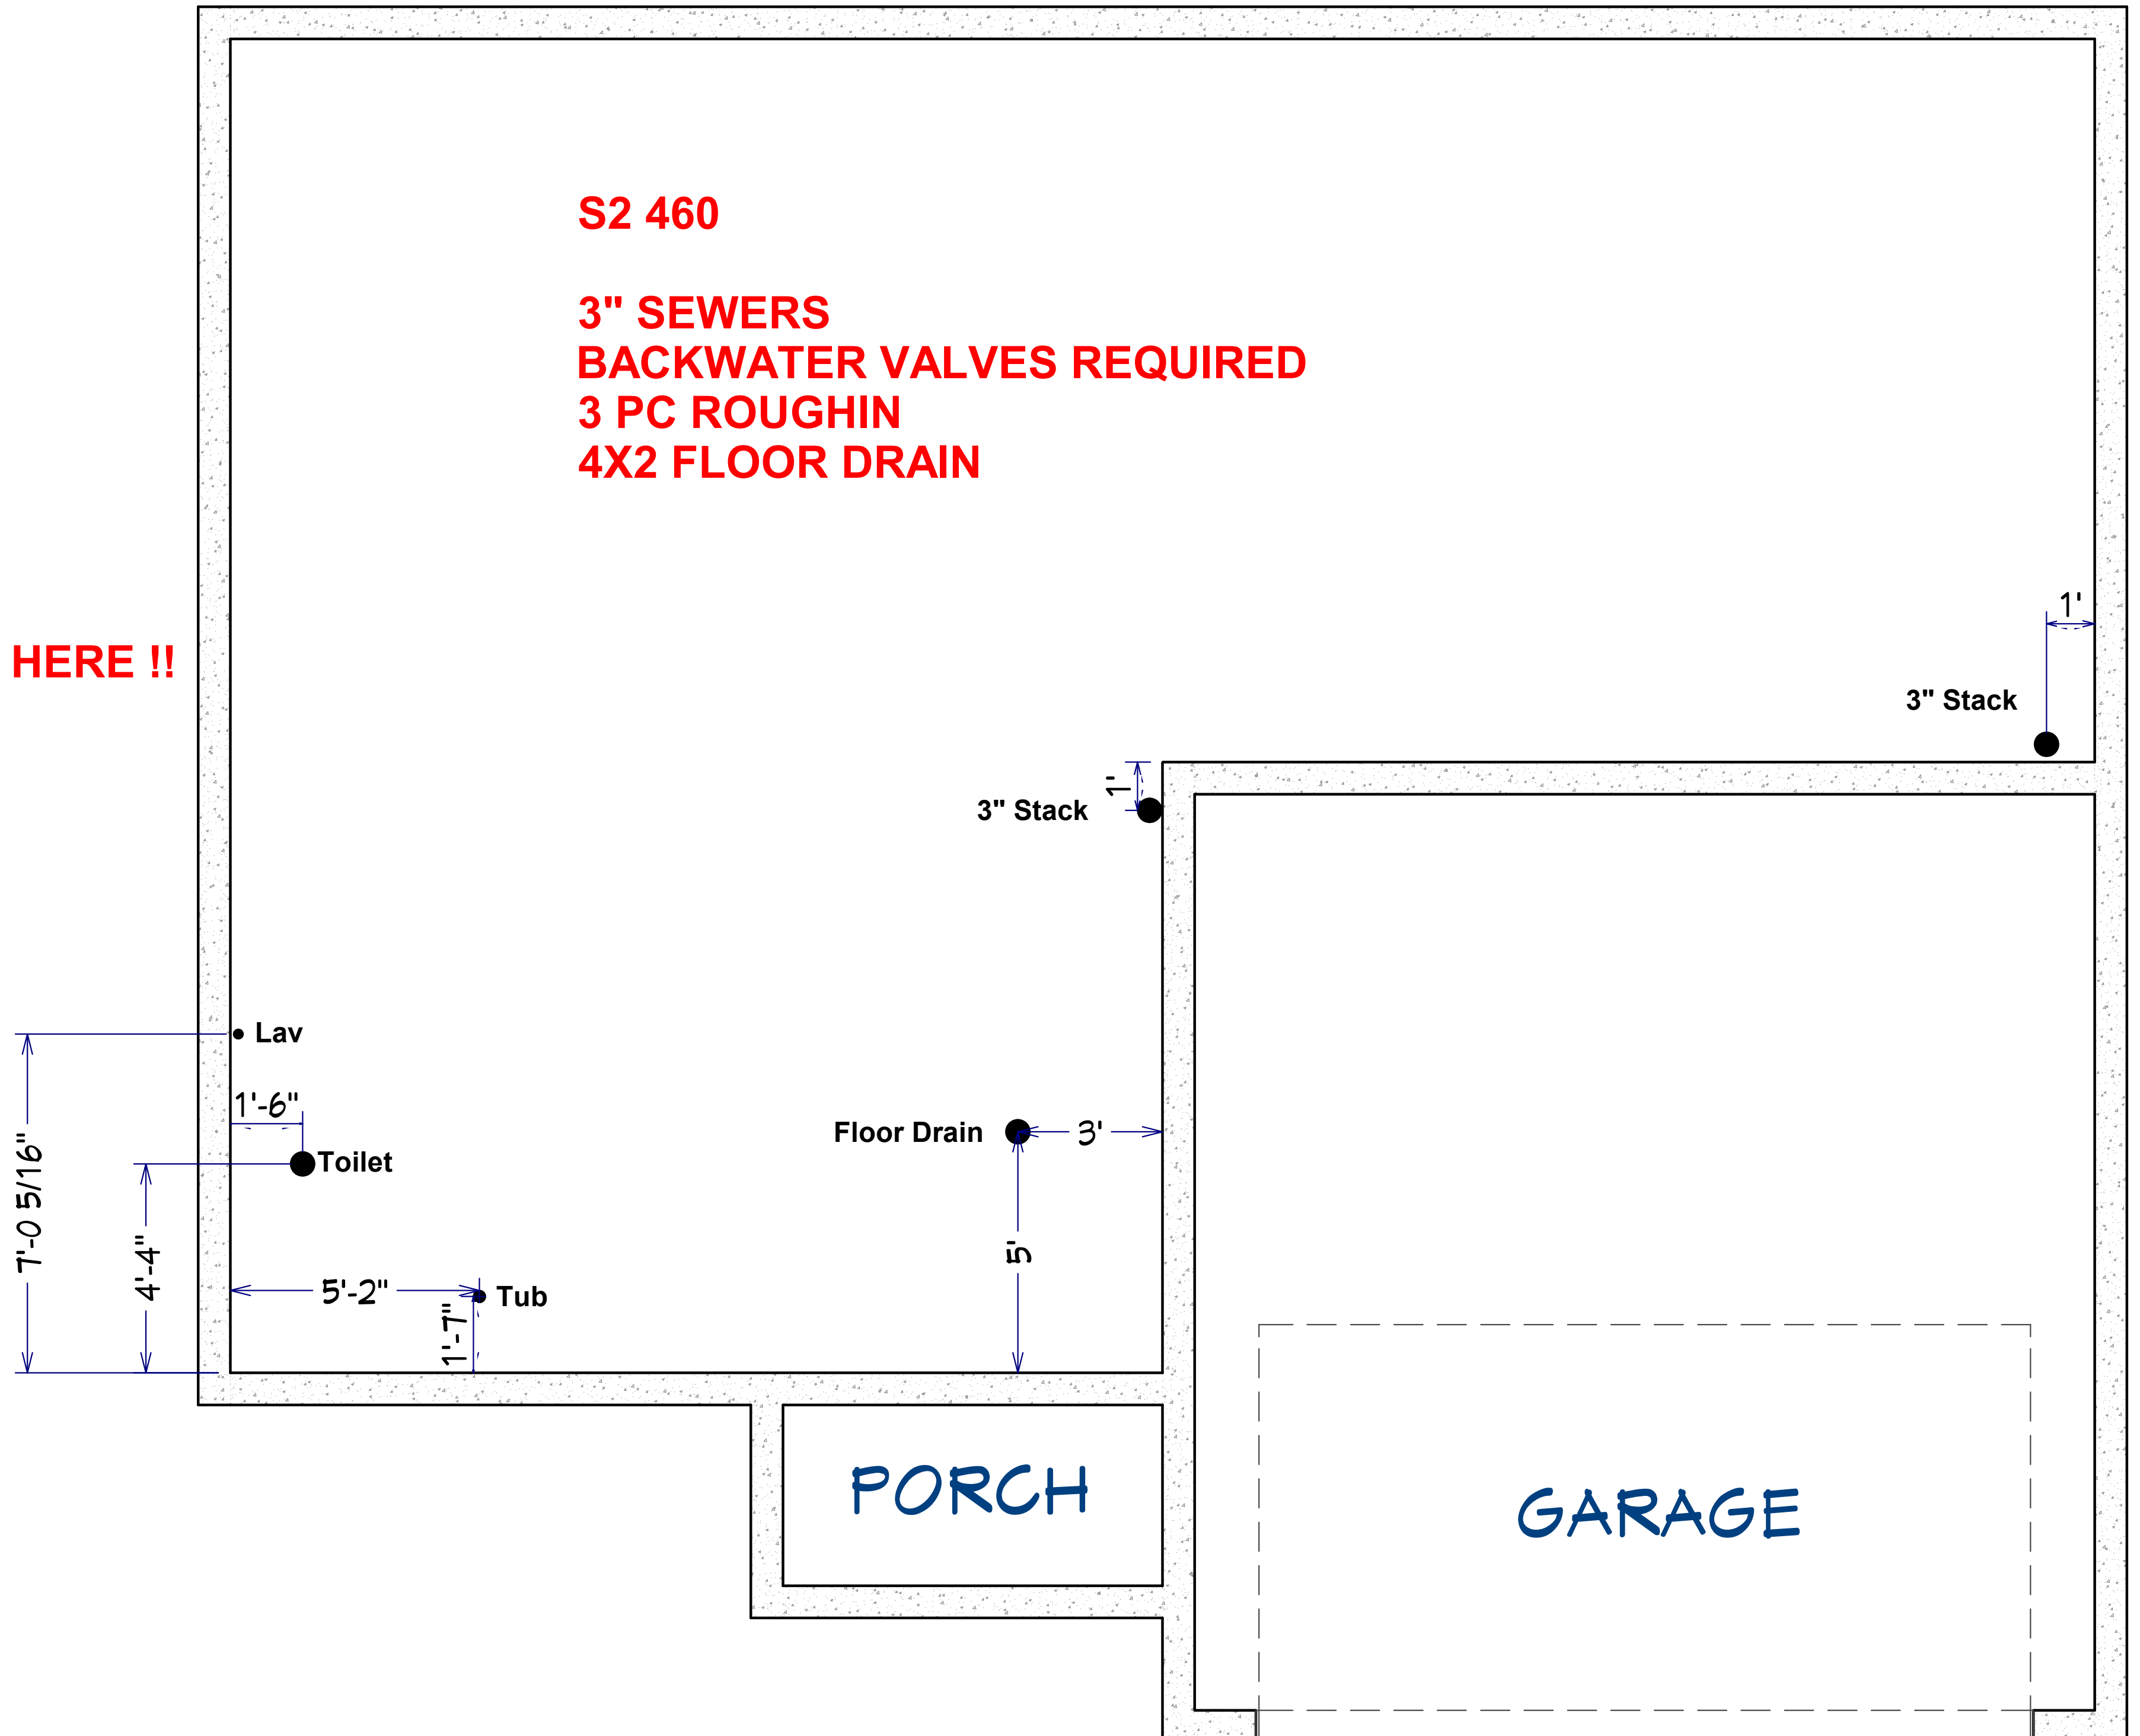 S2 460
3" SEWERS
BACKWATER VALVES REQUIRED
3 PC ROUGHIN
4X2 FLOOR DRAIN
1'
HERE !!
3" Stack
1'
3" Stack
Lav
1'-6"
Floor Drain
3'
Toilet
7'-0 5/16"
4'-4"
5'
5'-2"
Tub
1'-7"
PORCH
GARAGE